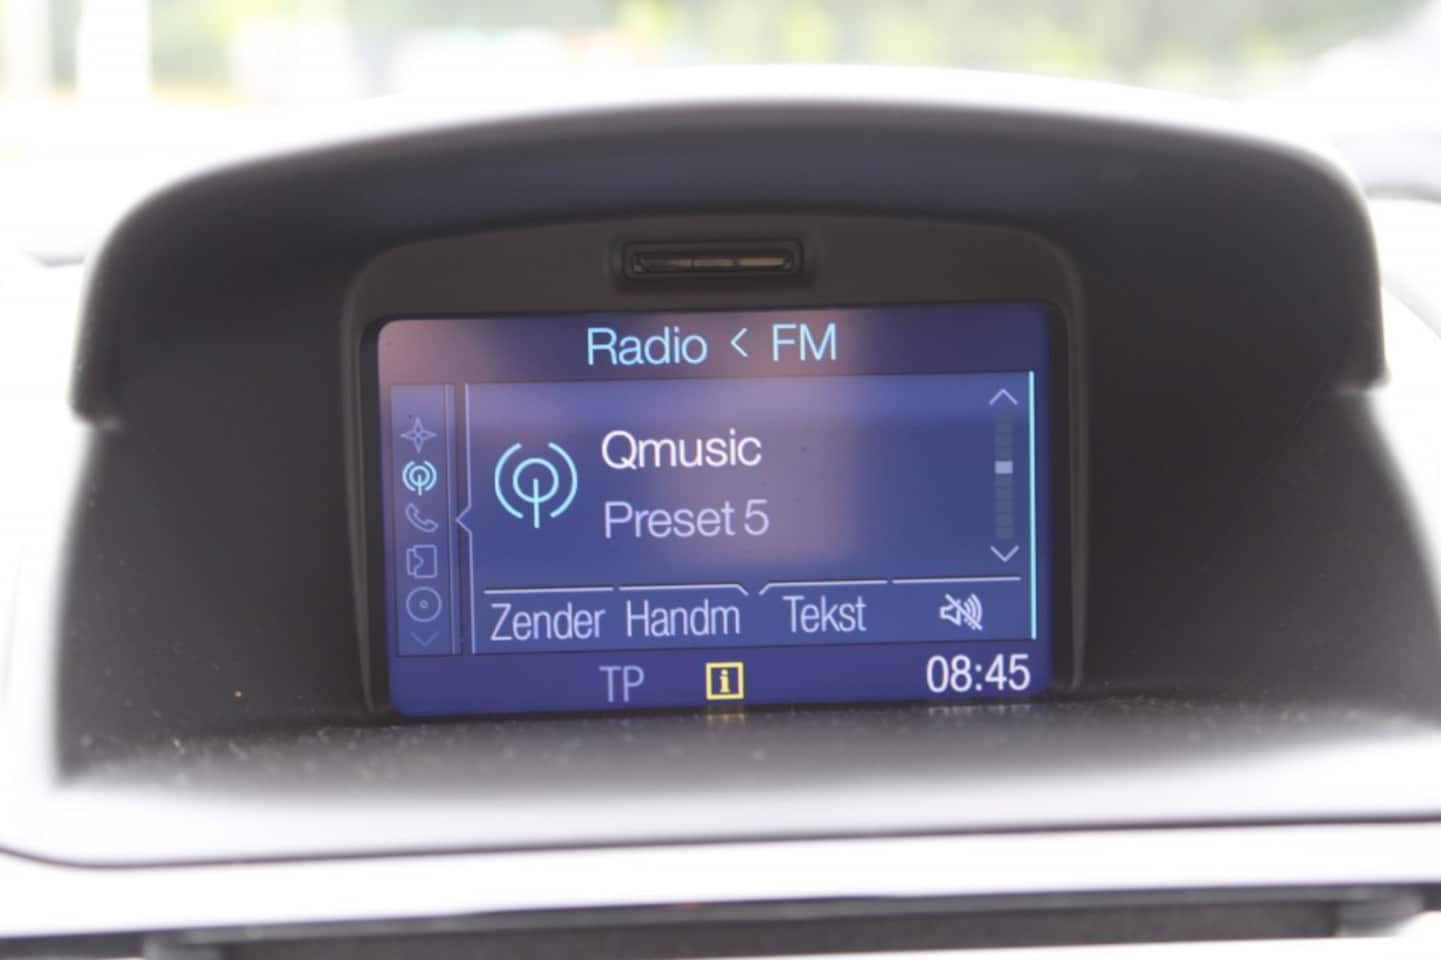 Radio < FM
Qmusic
Preset 5
Zender Handm Tekst
TP i 08:45